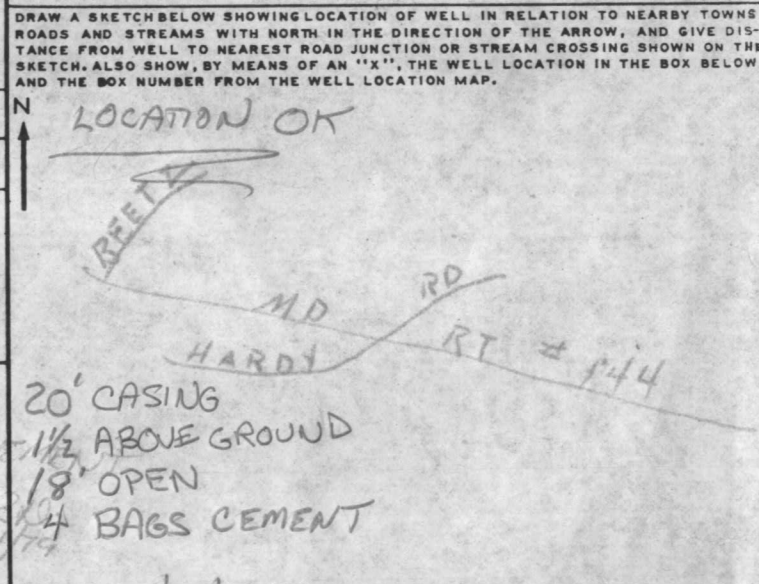 DRAW A SKETCH BELOW SHOWING LOCATION OF WELL IN RELATION TO NEARBY TOWNS
ROADS AND STREAMS WITH NORTH IN THE DIRECTION OF THE ARROW, AND GIVE DIS-
TANCE FROM WELL TO NEAREST ROAD JUNCTION OR STREAM CROSSING SHOWN ON THE
SKETCH. ALSO SHOW, BY MEANS OF AN "X", THE WELL LOCATION IN THE BOX BELOW
AND THE BOX NUMBER FROM THE WELL LOCATION MAP.
N
LOCATION OK
MD
RD
HARDY
RT # 144
20' CASING
1½ ABOVE GROUND
18' OPEN
4 BAGS CEMENT